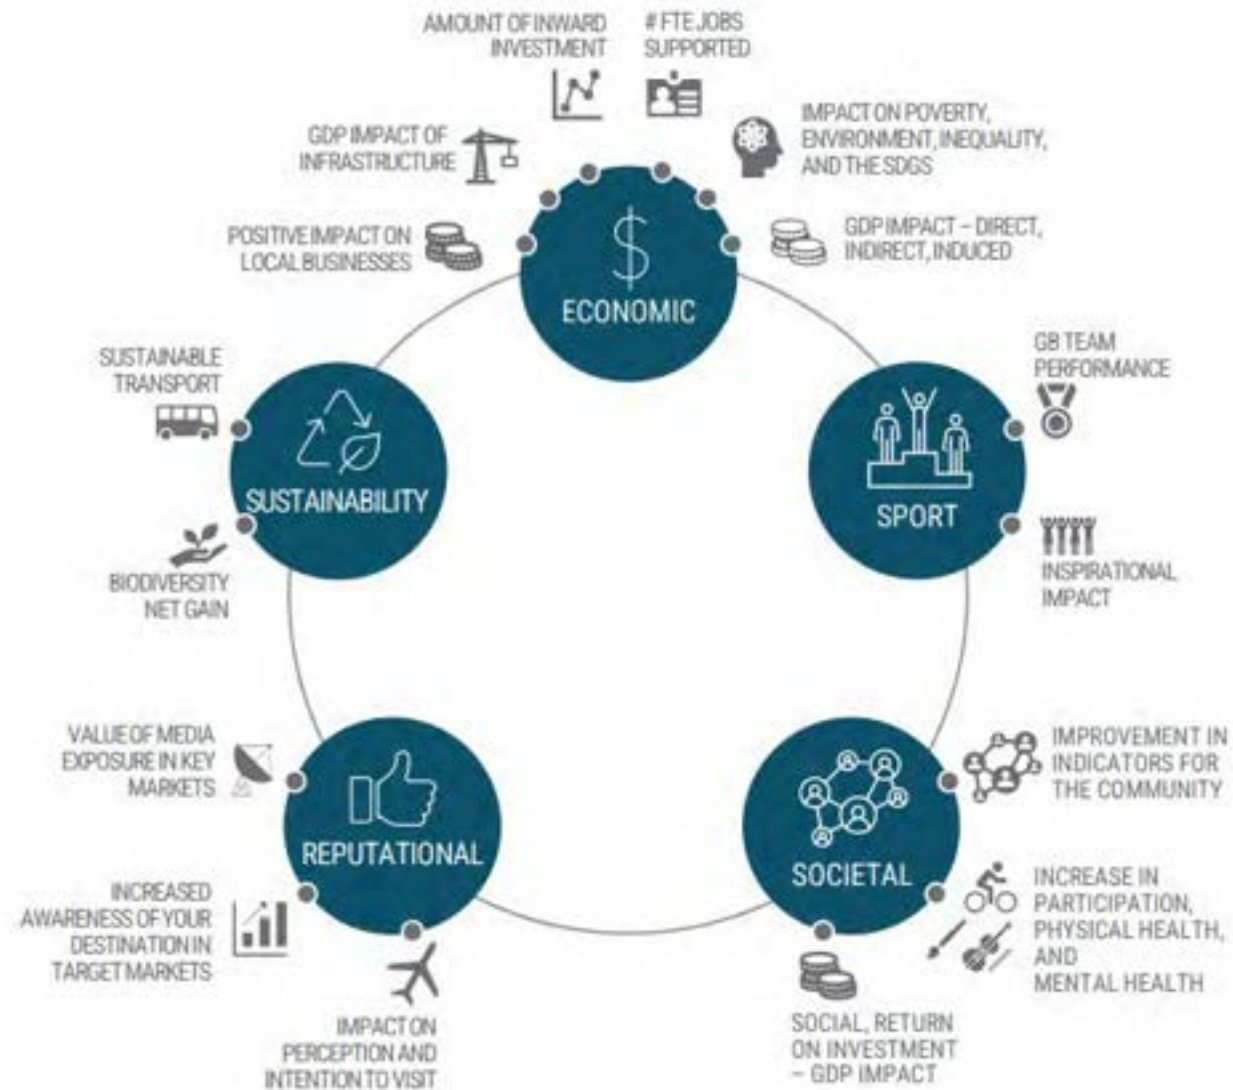 AMOUNT OF INWARD
INVESTMENT
# FTE JOBS
SUPPORTED
GDP IMPACT OF
INFRASTRUCTURE
IMPACT ON POVERTY,
ENVIRONMENT, INEQUALITY,
AND THE SDGS
POSITIVE IMPACT ON
LOCAL BUSINESSES
GDP IMPACT – DIRECT,
INDIRECT, INDUCED
$
ECONOMIC
SUSTAINABLE
TRANSPORT
SUSTAINABILITY
BIODIVERSITY
NET GAIN
GB TEAM
PERFORMANCE
SPORT
INSPIRATIONAL
IMPACT
VALUE OF MEDIA
EXPOSURE IN KEY
MARKETS
REPUTATIONAL
INCREASED
AWARENESS OF YOUR
DESTINATION IN
TARGET MARKETS
IMPACT ON
PERCEPTION AND
INTENTION TO VISIT
IMPROVEMENT IN
INDICATORS FOR
THE COMMUNITY
SOCIETAL
INCREASE IN
PARTICIPATION,
PHYSICAL HEALTH,
AND
MENTAL HEALTH
SOCIAL, RETURN
ON INVESTMENT
– GDP IMPACT